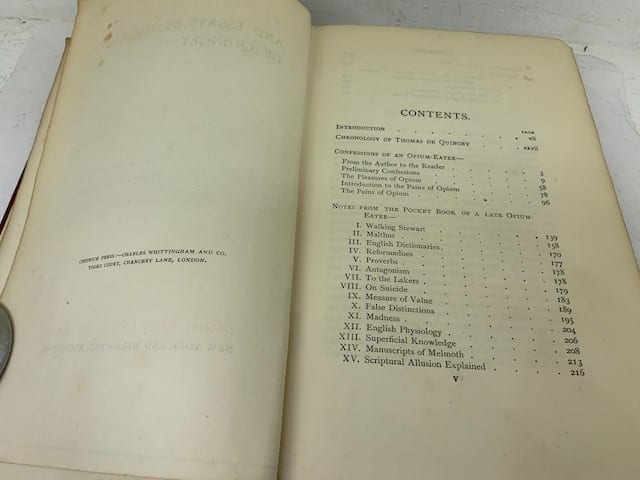 CHISWICK PRESS:—CHARLES WHITTINGHAM AND CO.
TOOKS COURT, CHANCERY LANE, LONDON.
CONTENTS.
PAGE
INTRODUCTION . . . . . . . vii
CHRONOLOGY OF THOMAS DE QUINCEY . . . xxvii
CONFESSIONS OF AN OPIUM-EATER—
From the Author to the Reader . . . . 3
Preliminary Confessions . . . . . 9
The Pleasures of Opium . . . . . 58
Introduction to the Pains of Opium . . . 78
The Pains of Opium . . . . . . 96
NOTES FROM THE POCKET BOOK OF A LATE OPIUM-
EATER—
I. Walking Stewart . . . . . 139
II. Malthus . . . . . . . 158
III. English Dictionaries . . . . . 170
IV. Reformadoes . . . . . . 177
V. Proverbs . . . . . . . 178
VI. Antagonism . . . . . . 178
VII. To the Lakers . . . . . . 179
VIII. On Suicide . . . . . . 183
IX. Measure of Value . . . . . 189
X. False Distinctions . . . . . 195
XI. Madness . . . . . . . 204
XII. English Physiology . . . . . 206
XIII. Superficial Knowledge . . . . 208
XIV. Manuscripts of Melmoth . . . . 213
XV. Scriptural Allusion Explained . . . 216
v